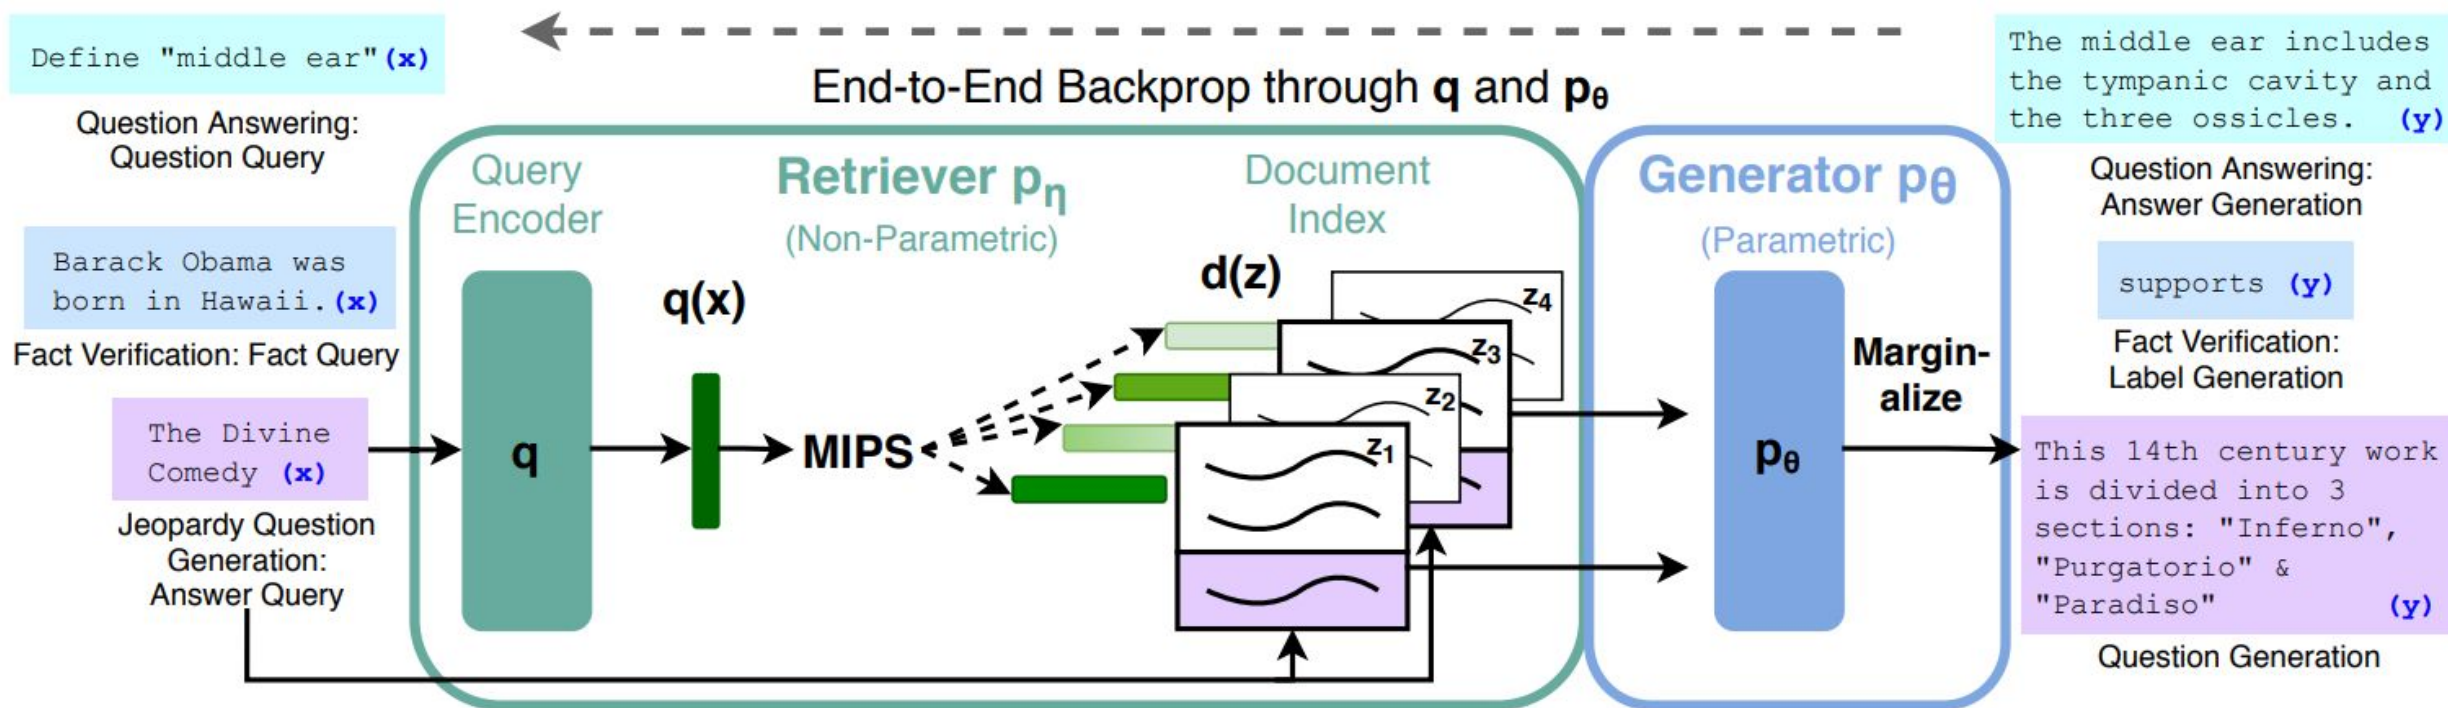 Define "middle ear"(x)
Question Answering:
Question Query
Barack Obama was
born in Hawaii.(x)
Fact Verification: Fact Query
The Divine
Comedy (x)
Jeopardy Question
Generation:
Answer Query
End-to-End Backprop through q and pθ
Query
Encoder
Retriever pη
(Non-Parametric)
Document
Index
q
q(x)
MIPS
d(z)
z4
z3
z2
z1
Generator pθ
(Parametric)
pθ
Margin-
alize
The middle ear includes
the tympanic cavity and
the three ossicles. (y)
Question Answering:
Answer Generation
supports (y)
Fact Verification:
Label Generation
This 14th century work
is divided into 3
sections: "Inferno",
"Purgatorio" &
"Paradiso" (y)
Question Generation